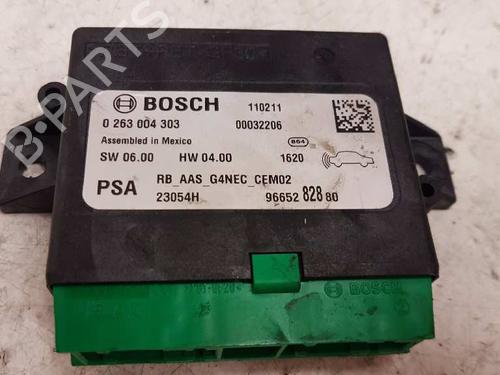 BOSCH 110211
0 263 004 303 00032206
Assembled in Mexico B54
SW 06.00 HW 04.00 1620
PSA RB_AAS_G4NEC_CEM02
23054H 96652 828 80
BOSCH